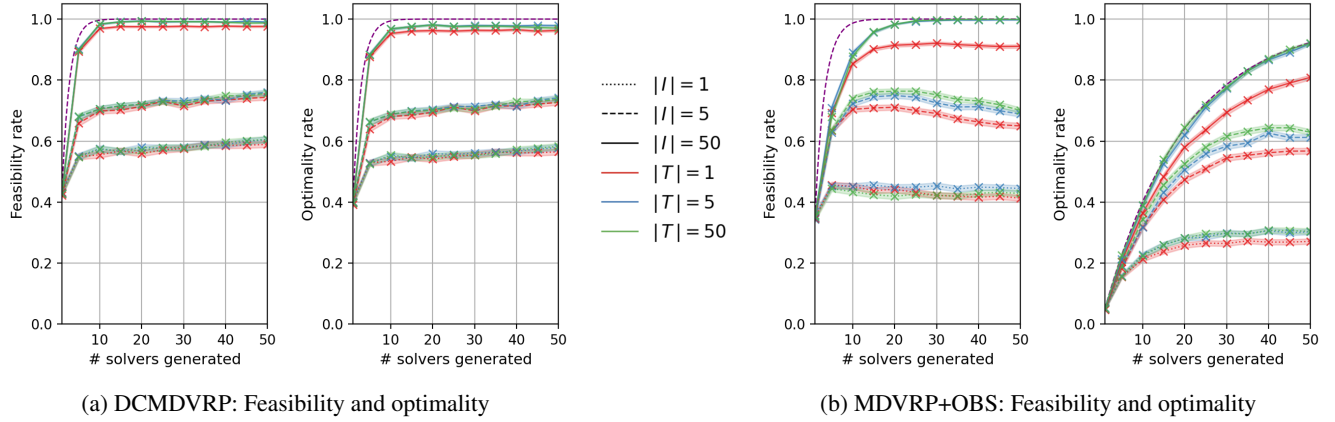 Feasibility rate
1.0
0.8
0.6
0.4
0.2
0.0
10 20 30 40 50
# solvers generated
Optimality rate
1.0
0.8
0.6
0.4
0.2
0.0
10 20 30 40 50
# solvers generated
|I| = 1
|I| = 5
|I| = 50
|T| = 1
|T| = 5
|T| = 50
Feasibility rate
1.0
0.8
0.6
0.4
0.2
0.0
10 20 30 40 50
# solvers generated
Optimality rate
1.0
0.8
0.6
0.4
0.2
0.0
10 20 30 40 50
# solvers generated
(a) DCMDVRP: Feasibility and optimality
(b) MDVRP+OBS: Feasibility and optimality